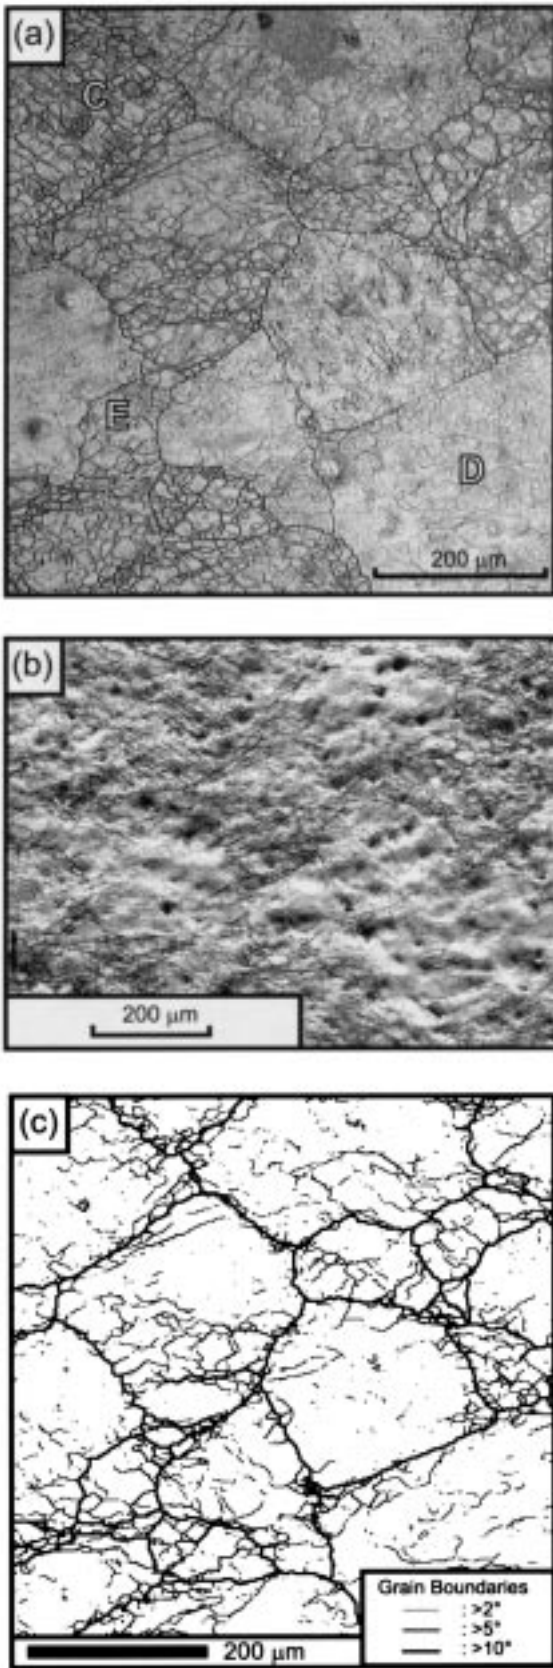 (a)
C
E
D
200 µm
(b)
200 µm
(c)
Grain Boundaries
: >2°
: >5°
: >10°
200 µm